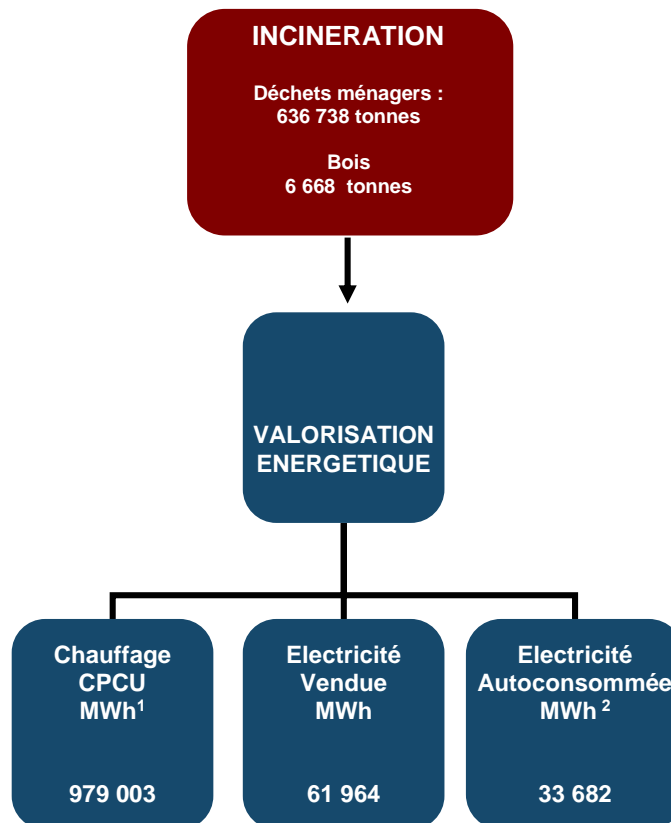 INCINERATION
Déchets ménagers :
636 738 tonnes
Bois
6 668 tonnes
VALORISATION
ENERGETIQUE
Chauffage
CPCU
MWh¹
979 003
Electricité
Vendue
MWh
61 964
Electricité
Autoconsommée
MWh ²
33 682